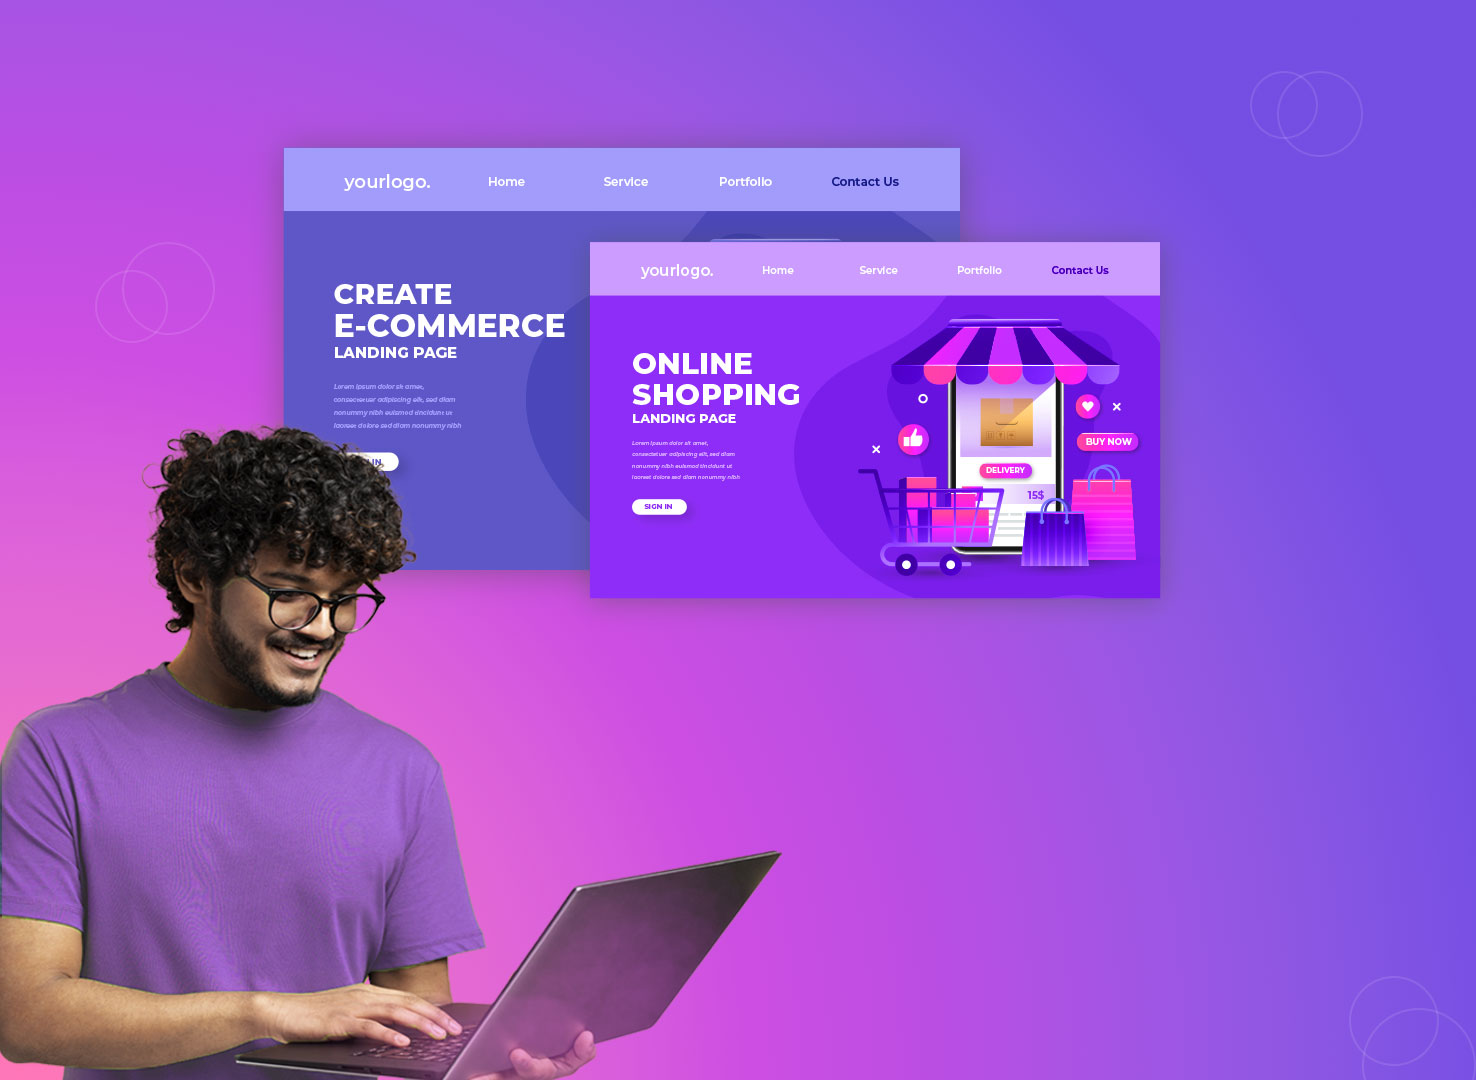 yourlogo.
Home
Service
Portfolio
Contact Us
CREATE
E-COMMERCE
LANDING PAGE
Lorem ipsum dolor sit amet,
consectetuer adipiscing elit, sed diam
nonummy nibh euismod tincidunt ut
laoreet dolore sed diam nonummy nibh
IN
yourlogo.
Home
Service
Portfolio
Contact Us
ONLINE
SHOPPING
LANDING PAGE
Lorem ipsum dolor sit amet,
consectetuer adipiscing elit, sed diam
nonummy nibh euismod tincidunt ut
laoreet dolore sed diam nonummy nibh
SIGN IN
BUY NOW
DELIVERY
15$